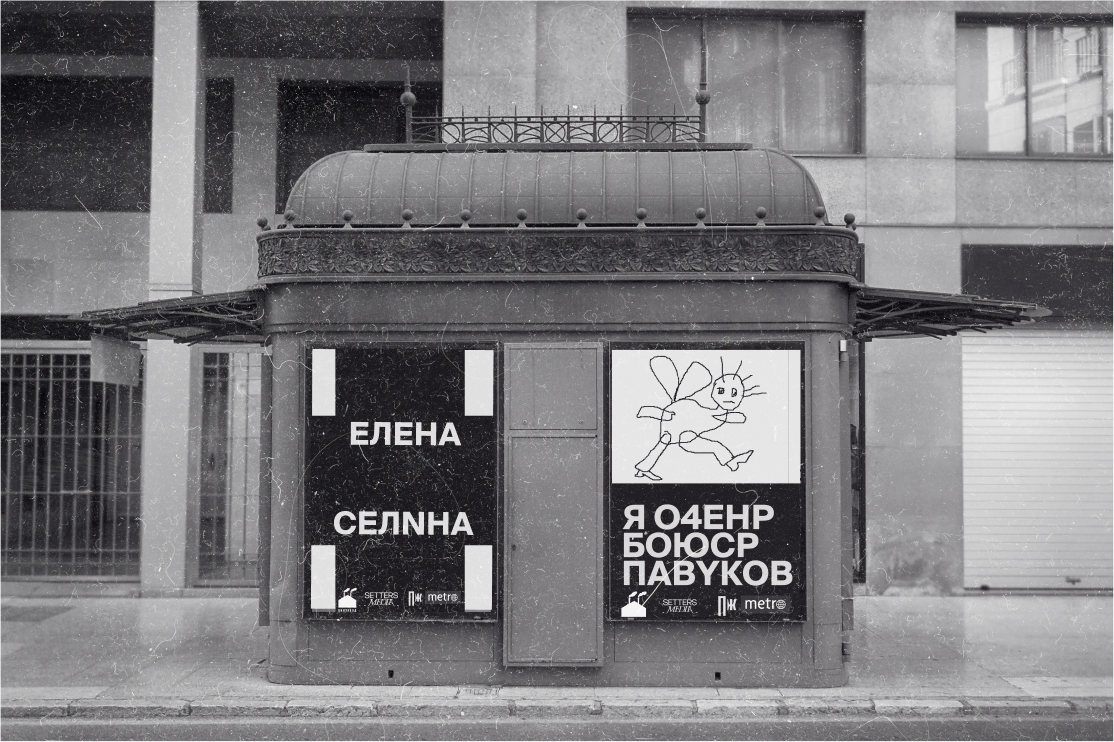 ЕЛЕНА
СЕЛNНА
SETTERS
MEDIA
ПЖ
metro
Я О4ЕНР
БОЮСР
ПАВYКОВ
SETTERS
MEDIA
ПЖ
metro